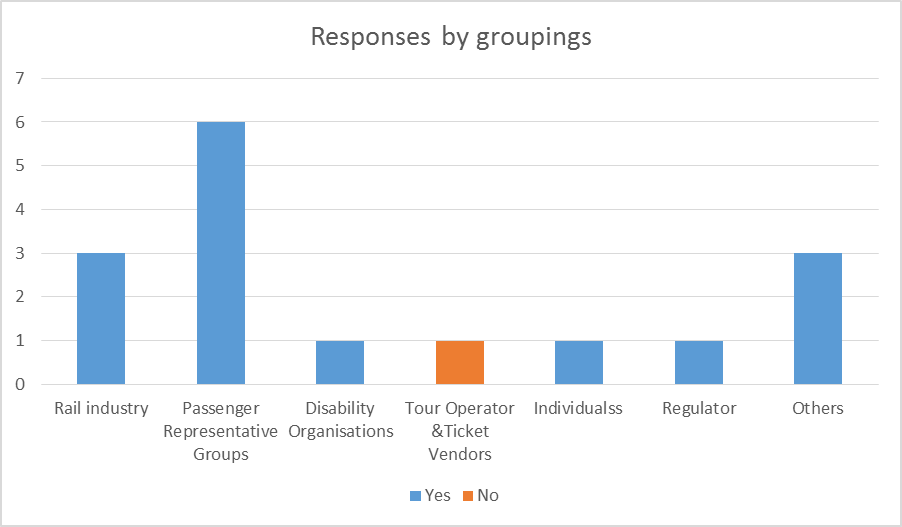 Responses by groupings
7
6
5
4
3
2
1
0
Rail industry
Passenger
Representative
Groups
Disability
Organisations
Tour Operator
&Ticket
Vendors
Individualss
Regulator
Others
Yes
No